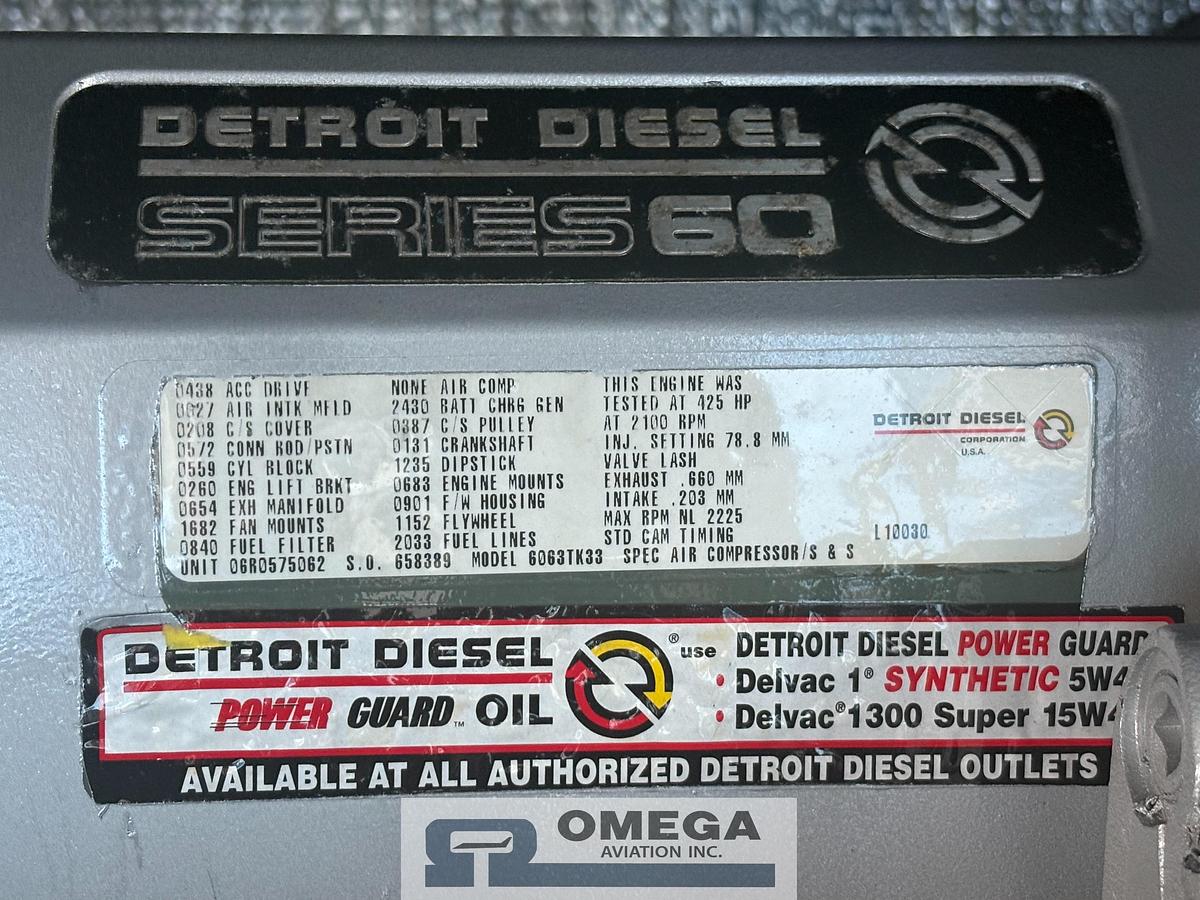 DETROIT DIESEL
SERIES 60
0438 ACC DRIVE NONE AIR COMP THIS ENGINE WAS
0027 AIR INTK MFLD 2430 BATT CHRG GEN TESTED AT 425 HP
0208 C/S COVER 0387 C/S PULLEY AT 2100 RPM
0572 CONN ROD/PSTN 0131 CRANKSHAFT INJ. SETTING 78.8 MM
0559 CYL BLOCK 1235 DIPSTICK VALVE LASH
0260 ENG LIFT BRKT 0683 ENGINE MOUNTS EXHAUST .660 MM
0654 EXH MANIFOLD 0901 F/W HOUSING INTAKE .203 MM
1682 FAN MOUNTS 1152 FLYWHEEL MAX RPM NL 2225
0840 FUEL FILTER 2033 FUEL LINES STD CAM TIMING L10030
UNIT 06R0575062 S.O. 658389 MODEL 6063TK33 SPEC AIR COMPRESSOR/S & S
DETROIT DIESEL
CORPORATION
U.S.A.
DETROIT DIESEL
POWER GUARD™ OIL
® use DETROIT DIESEL POWER GUARD
• Delvac 1® SYNTHETIC 5W4
• Delvac® 1300 Super 15W4
AVAILABLE AT ALL AUTHORIZED DETROIT DIESEL OUTLETS
OMEGA
AVIATION INC.